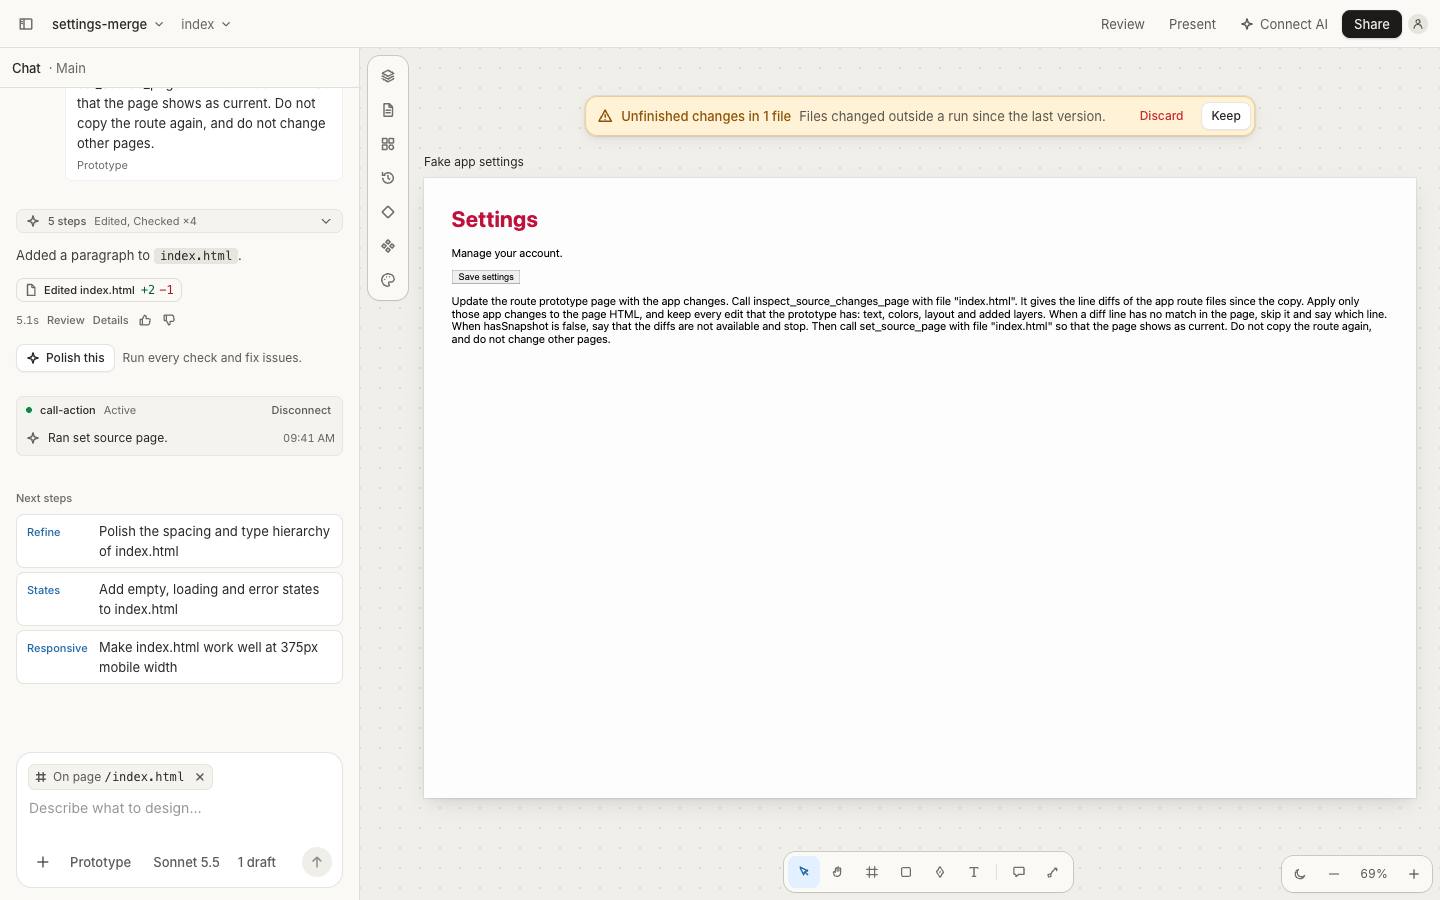 settings-merge
index
Review
Present
Connect AI
Share
Chat · Main
that the page shows as current. Do not
copy the route again, and do not change
other pages.
Prototype
5 steps Edited, Checked ×4
Added a paragraph to index.html.
Edited index.html +2 −1
5.1s Review Details
Polish this Run every check and fix issues.
call-action Active Disconnect
Ran set source page. 09:41 AM
Next steps
Refine Polish the spacing and type hierarchy
of index.html
States Add empty, loading and error states
to index.html
Responsive Make index.html work well at 375px
mobile width
On page /index.html
Describe what to design...
Prototype Sonnet 5.5 1 draft
Unfinished changes in 1 file Files changed outside a run since the last version. Discard Keep
Fake app settings
Settings
Manage your account.
Save settings
Update the route prototype page with the app changes. Call inspect_source_changes_page with file "index.html". It gives the line diffs of the app route files since the copy. Apply only
those app changes to the page HTML, and keep every edit that the prototype has: text, colors, layout and added layers. When a diff line has no match in the page, skip it and say which line.
When hasSnapshot is false, say that the diffs are not available and stop. Then call set_source_page with file "index.html" so that the page shows as current. Do not copy the route again,
and do not change other pages.
69%